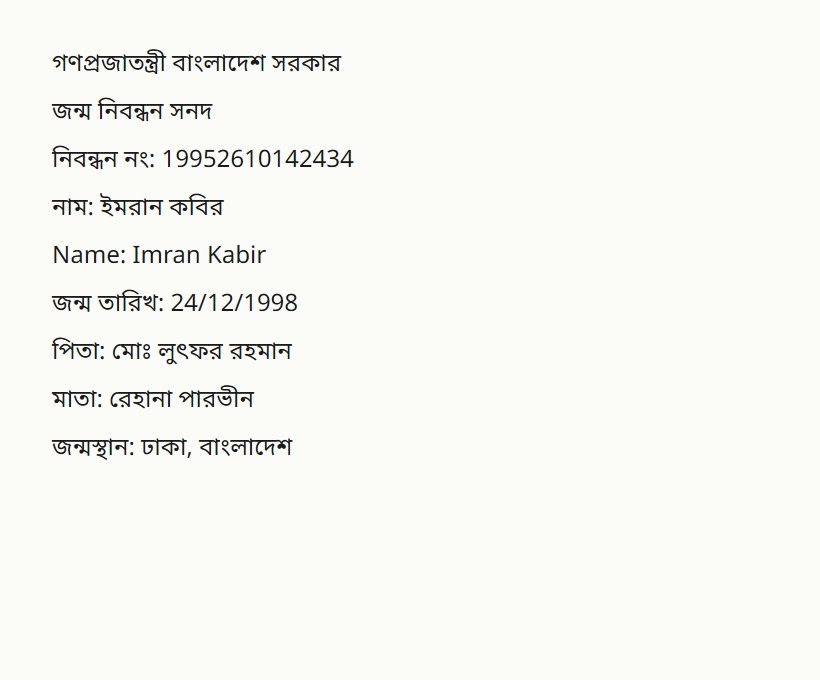 গণপ্রজাতন্ত্রী বাংলাদেশ সরকার
জন্ম নিবন্ধন সনদ
নিবন্ধন নং: 19952610142434
নাম: ইমরান কবির
Name: Imran Kabir
জন্ম তারিখ: 24/12/1998
পিতা: মোঃ লুৎফর রহমান
মাতা: রেহানা পারভীন
জন্মস্থান: ঢাকা, বাংলাদেশ